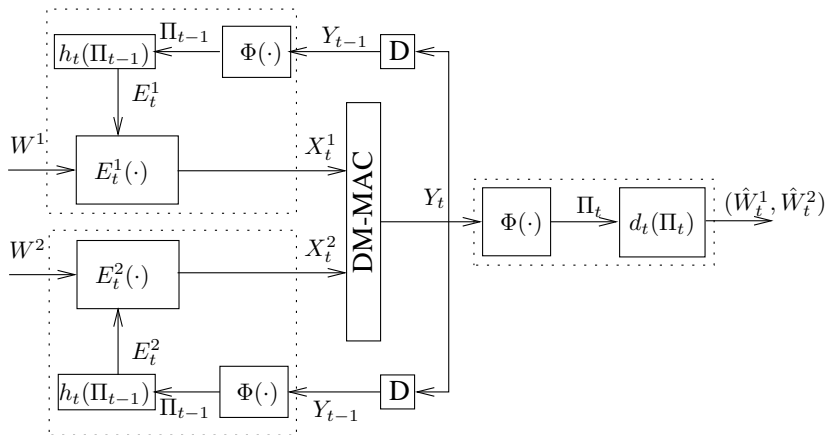 h_t(Π_{t−1})
Π_{t−1}
Φ(·)
Y_{t−1}
D
E_t^1
W^1
E_t^1(·)
X_t^1
DM-MAC
Y_t
Φ(·)
Π_t
d_t(Π_t)
(Ŵ_t^1, Ŵ_t^2)
W^2
E_t^2(·)
X_t^2
E_t^2
h_t(Π_{t−1})
Π_{t−1}
Φ(·)
Y_{t−1}
D